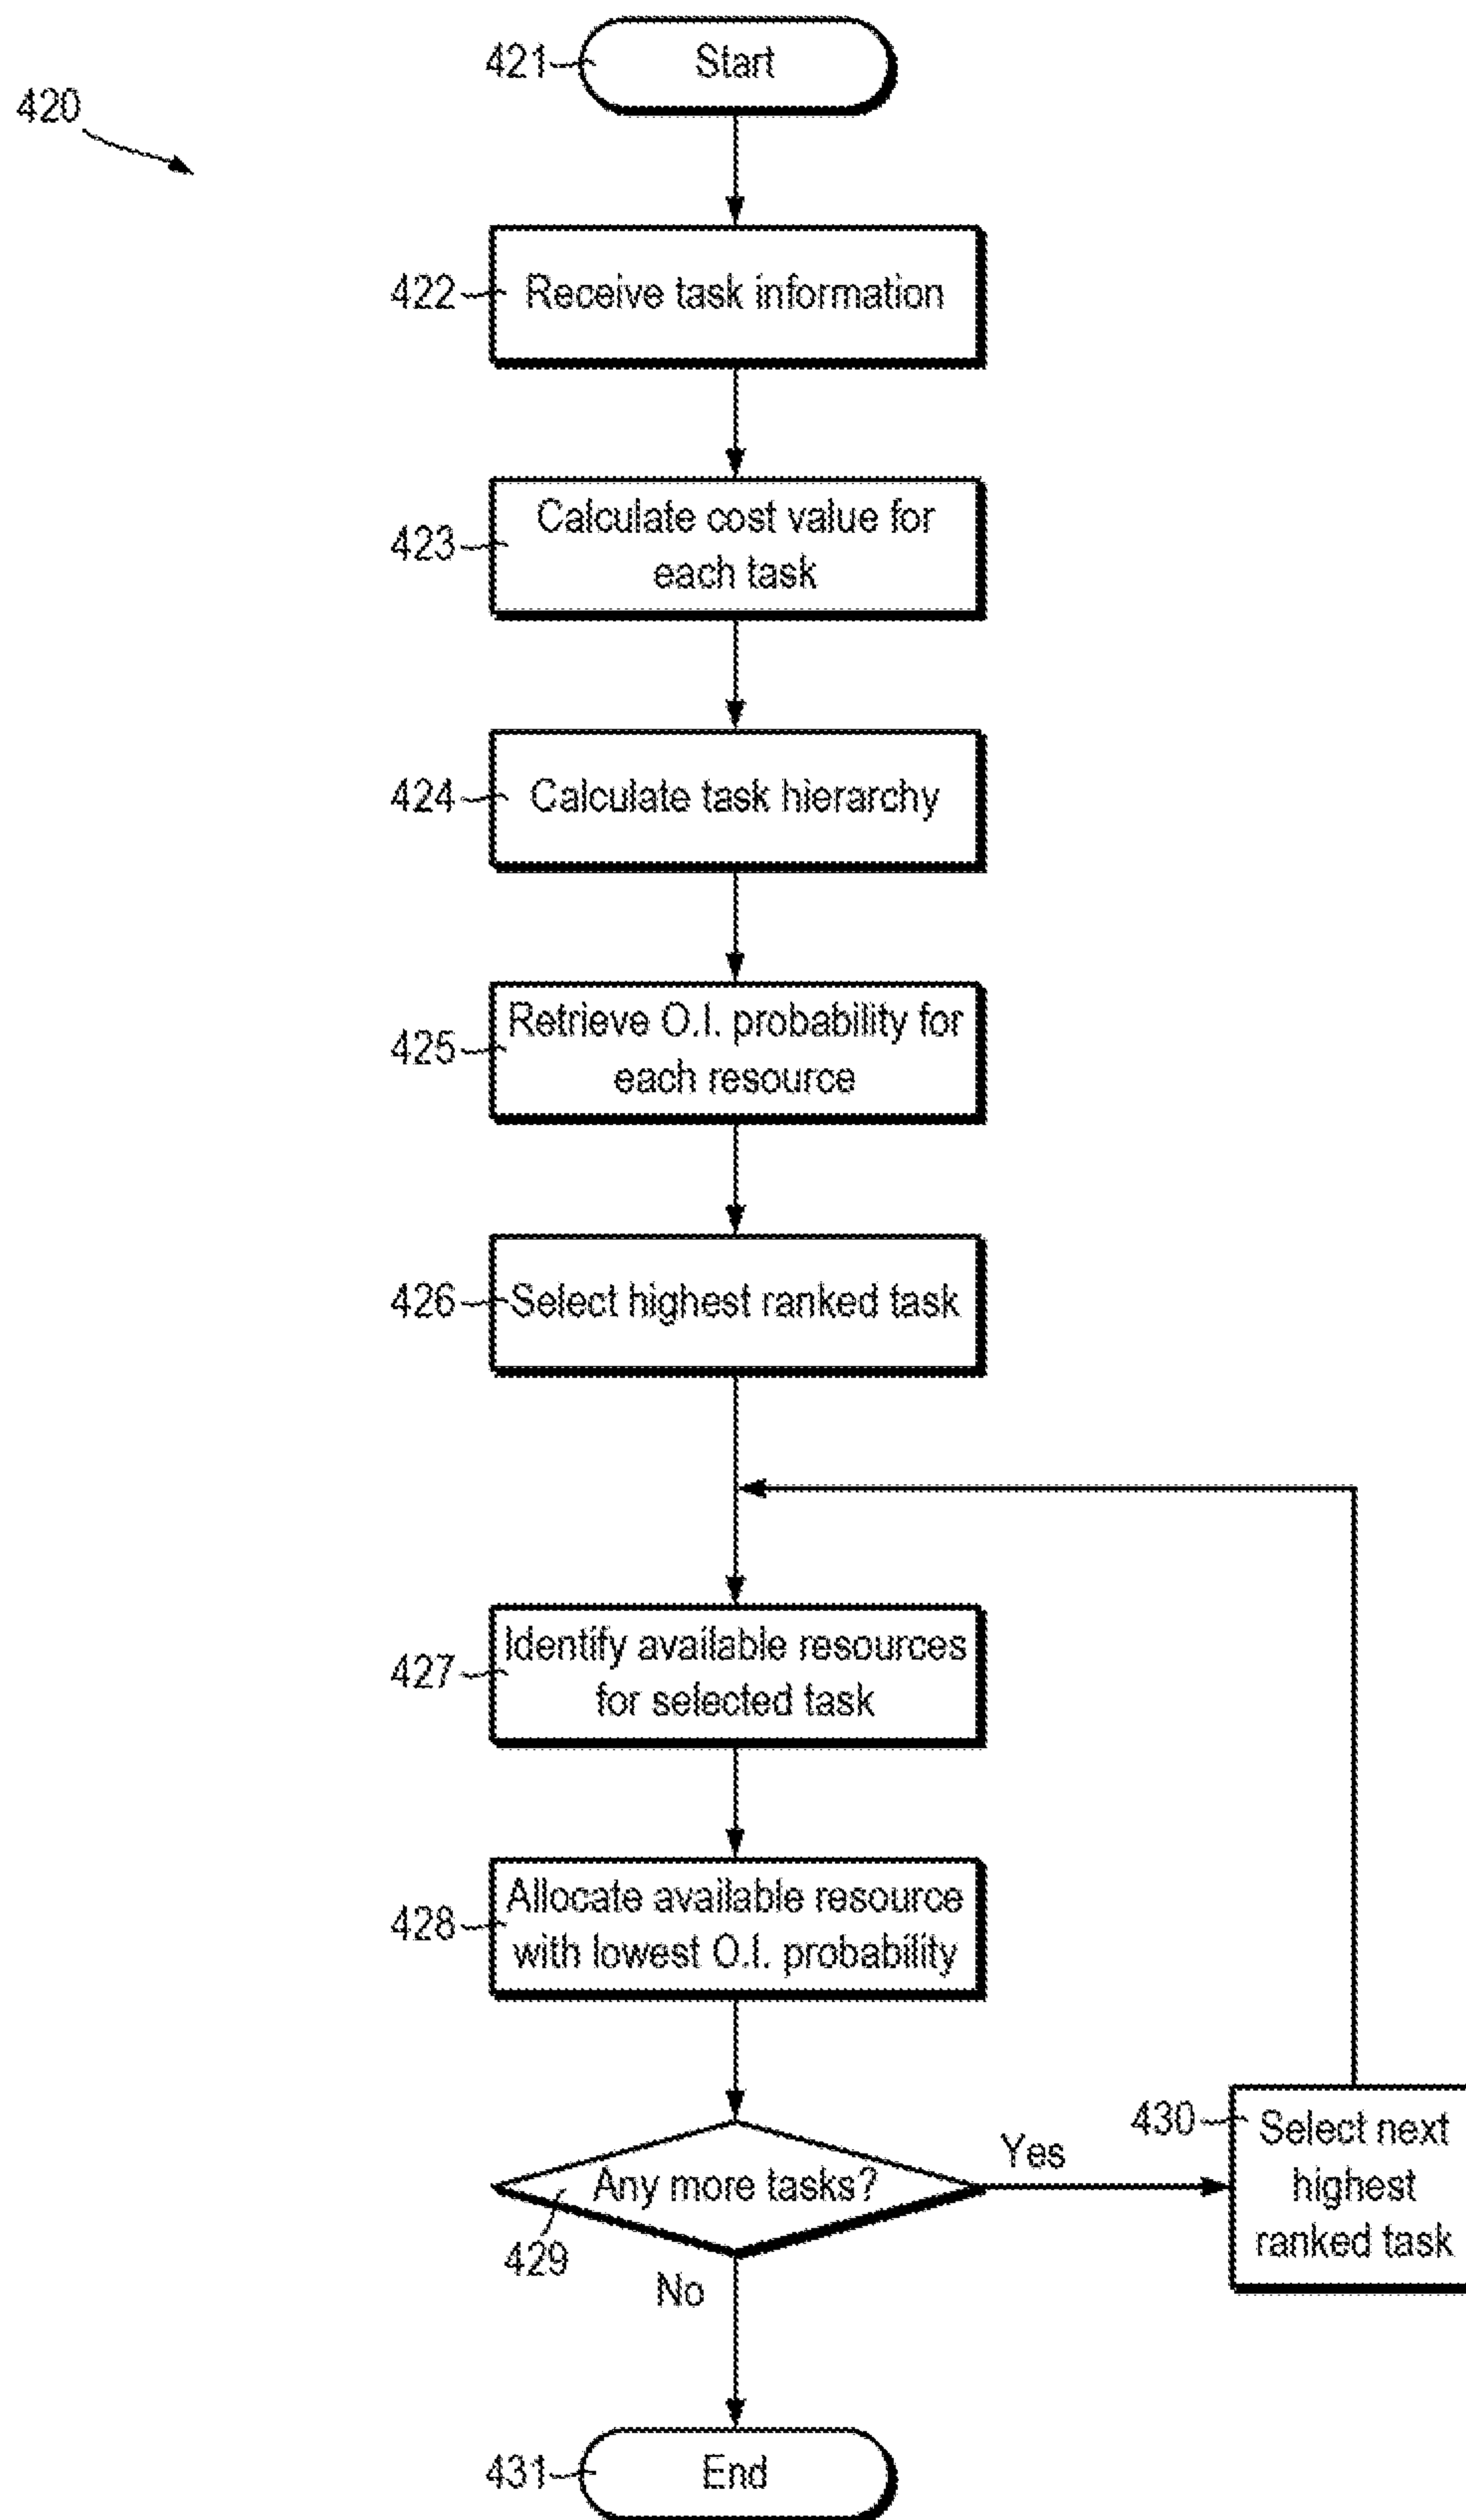 421
Start
420
422
Receive task information
423
Calculate cost value for
each task
424
Calculate task hierarchy
425
Retrieve O.I. probability for
each resource
426
Select highest ranked task
427
Identify available resources
for selected task
428
Allocate available resource
with lowest O.I. probability
429
Any more tasks?
Yes
430
Select next
highest
ranked task
No
431
End